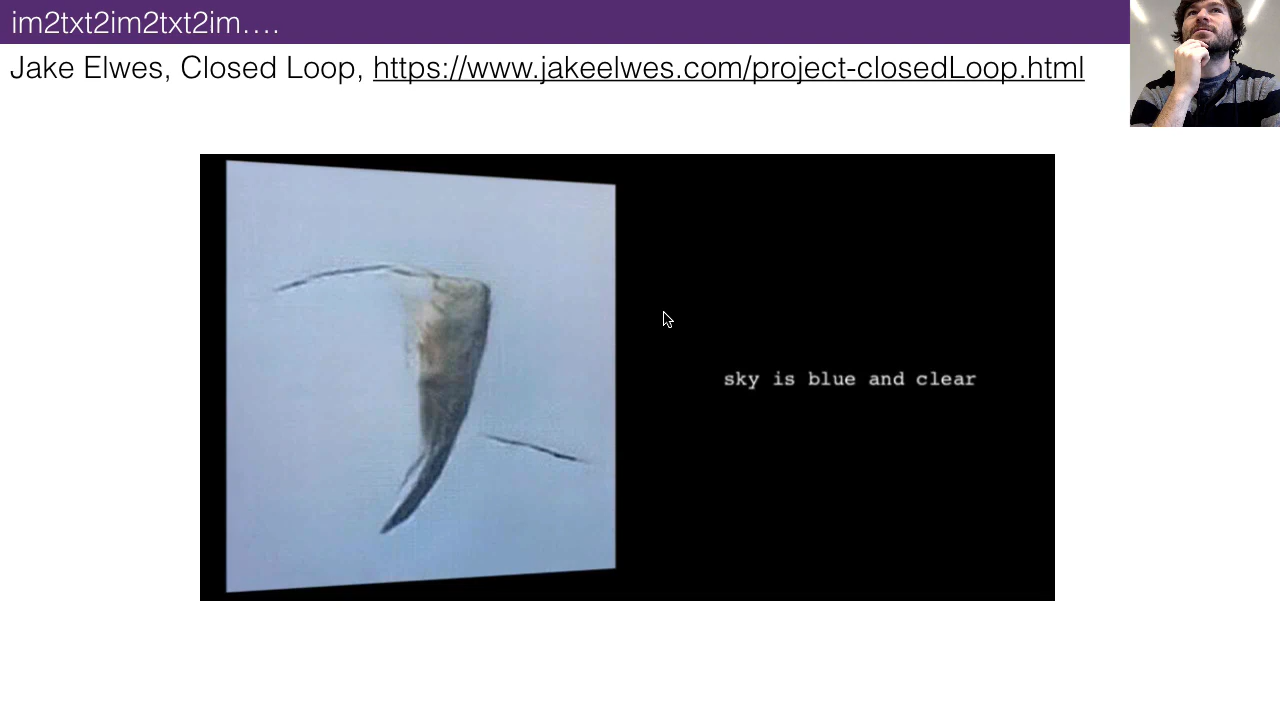 im2txt2im2txt2im....
Jake Elwes, Closed Loop, https://www.jakeelwes.com/project-closedLoop.html
sky is blue and clear